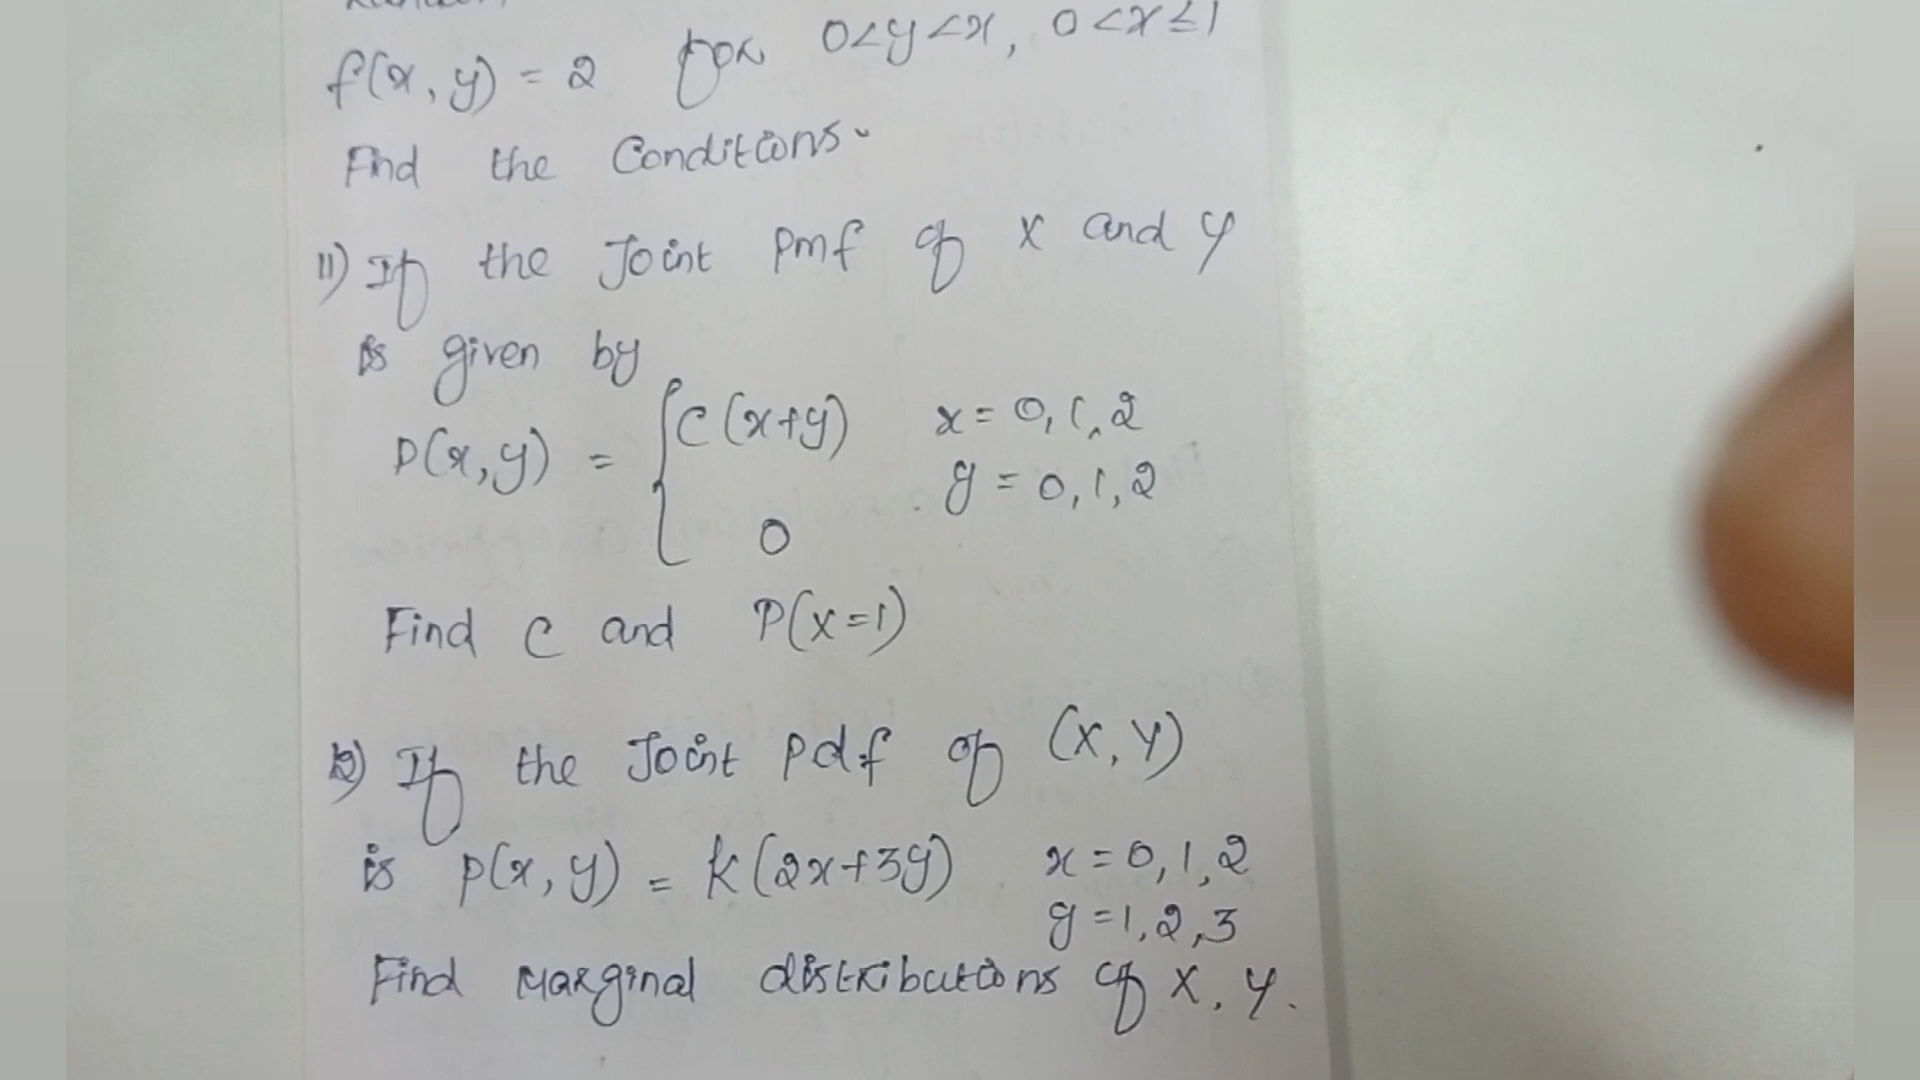 f(x, y) = 2 for 0<y<x, 0<x≤1
Find the Conditions.
11) If the Joint Pmf of X and Y
is given by
P(x,y) = { C(x+y) x = 0,1,2
y = 0,1,2
0
Find C and P(X=1)
12) If the Joint Pdf of (X, Y)
is P(x, y) = K(2x+3y) x = 0,1,2
y = 1,2,3
Find Marginal distributions of X, Y.